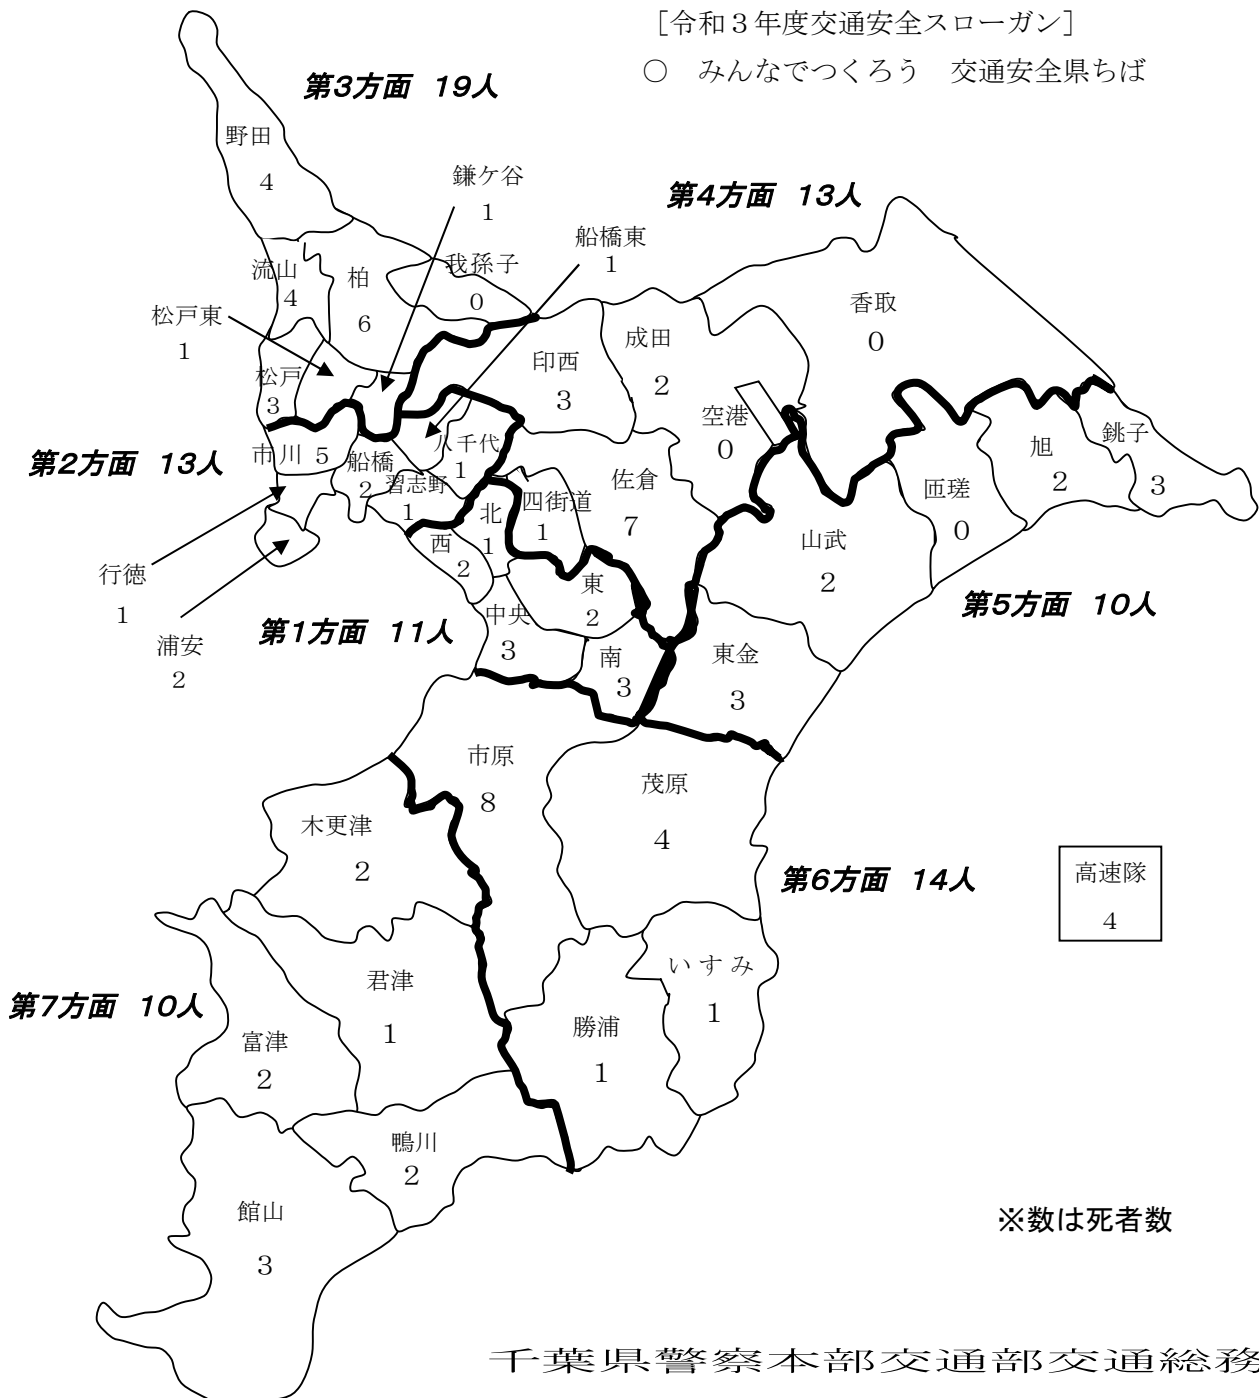 ［令和３年度交通安全スローガン］
○　みんなでつくろう　交通安全県ちば
第3方面　19人
野田
4
鎌ケ谷
1
第4方面　13人
船橋東
1
流山
4
柏
6
我孫子
0
香取
0
松戸東
1
成田
2
印西
3
松戸
3
空港
0
市川 5
第2方面　13人
船橋
2
八千代
1
習志野
1
佐倉
7
旭
2
銚子
3
匝瑳
0
北
1
四街道
1
西
2
山武
2
行徳
1
浦安
2
東
2
第5方面　10人
第1方面　11人
中央
3
南
3
東金
3
市原
8
茂原
4
木更津
2
第6方面　14人
高速隊
4
君津
1
いすみ
1
第7方面　10人
富津
2
勝浦
1
鴨川
2
館山
3
※数は死者数
千葉県警察本部交通部交通総務